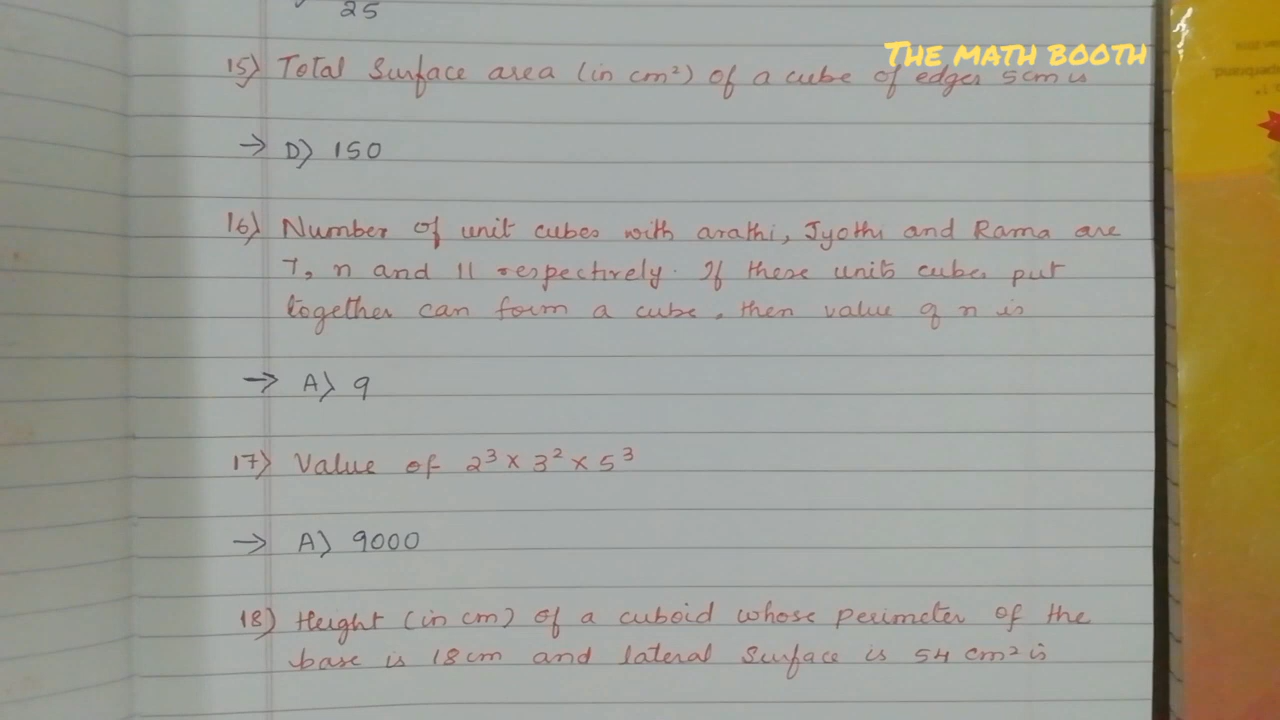 25
THE MATH BOOTH
15) Total Surface area (in cm²) of a cube of edges 5cm is
→ D) 150
16) Number of unit cubes with arathi, Jyothi and Rama are
7, n and 11 respectively. If these units cubes put
together can form a cube, then value of n is
→ A) 9
17) Value of 2³ × 3² × 5³
→ A) 9000
18) Height (in cm) of a cuboid whose perimeter of the
base is 18cm and lateral surface is 54 cm² is